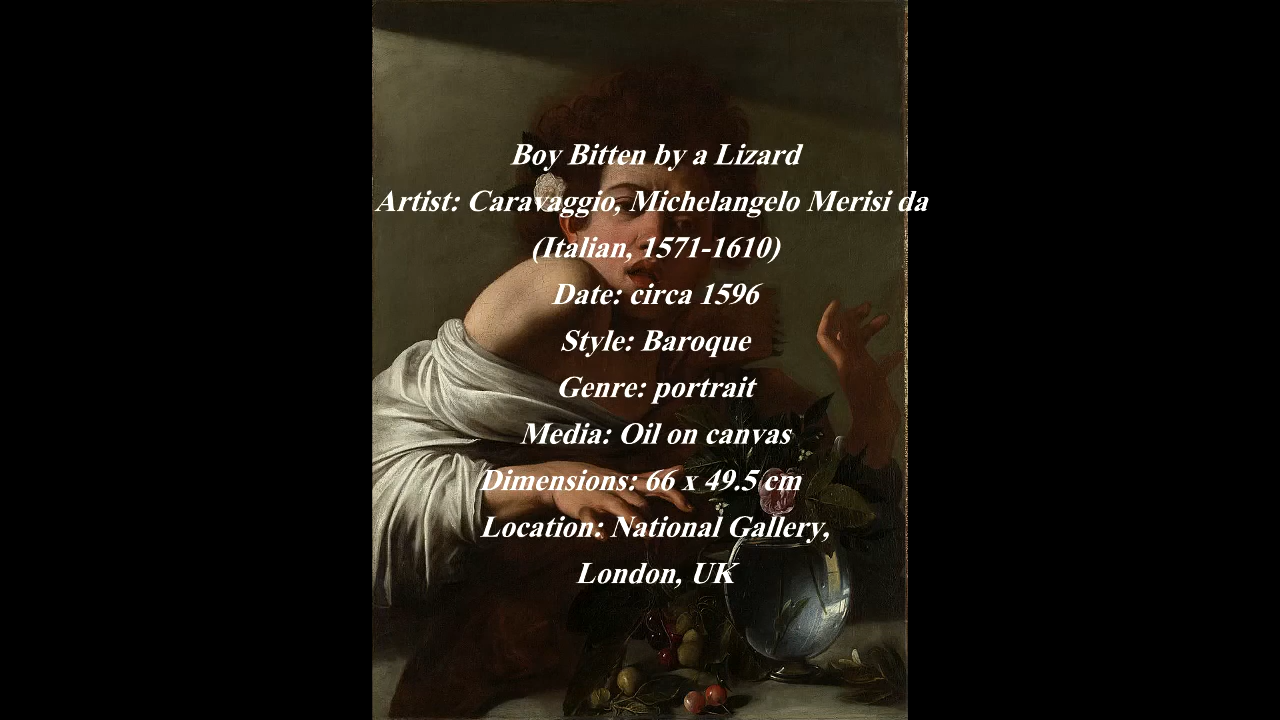 Boy Bitten by a Lizard
Artist: Caravaggio, Michelangelo Merisi da
(Italian, 1571-1610)
Date: circa 1596
Style: Baroque
Genre: portrait
Media: Oil on canvas
Dimensions: 66 x 49.5 cm
Location: National Gallery,
London, UK